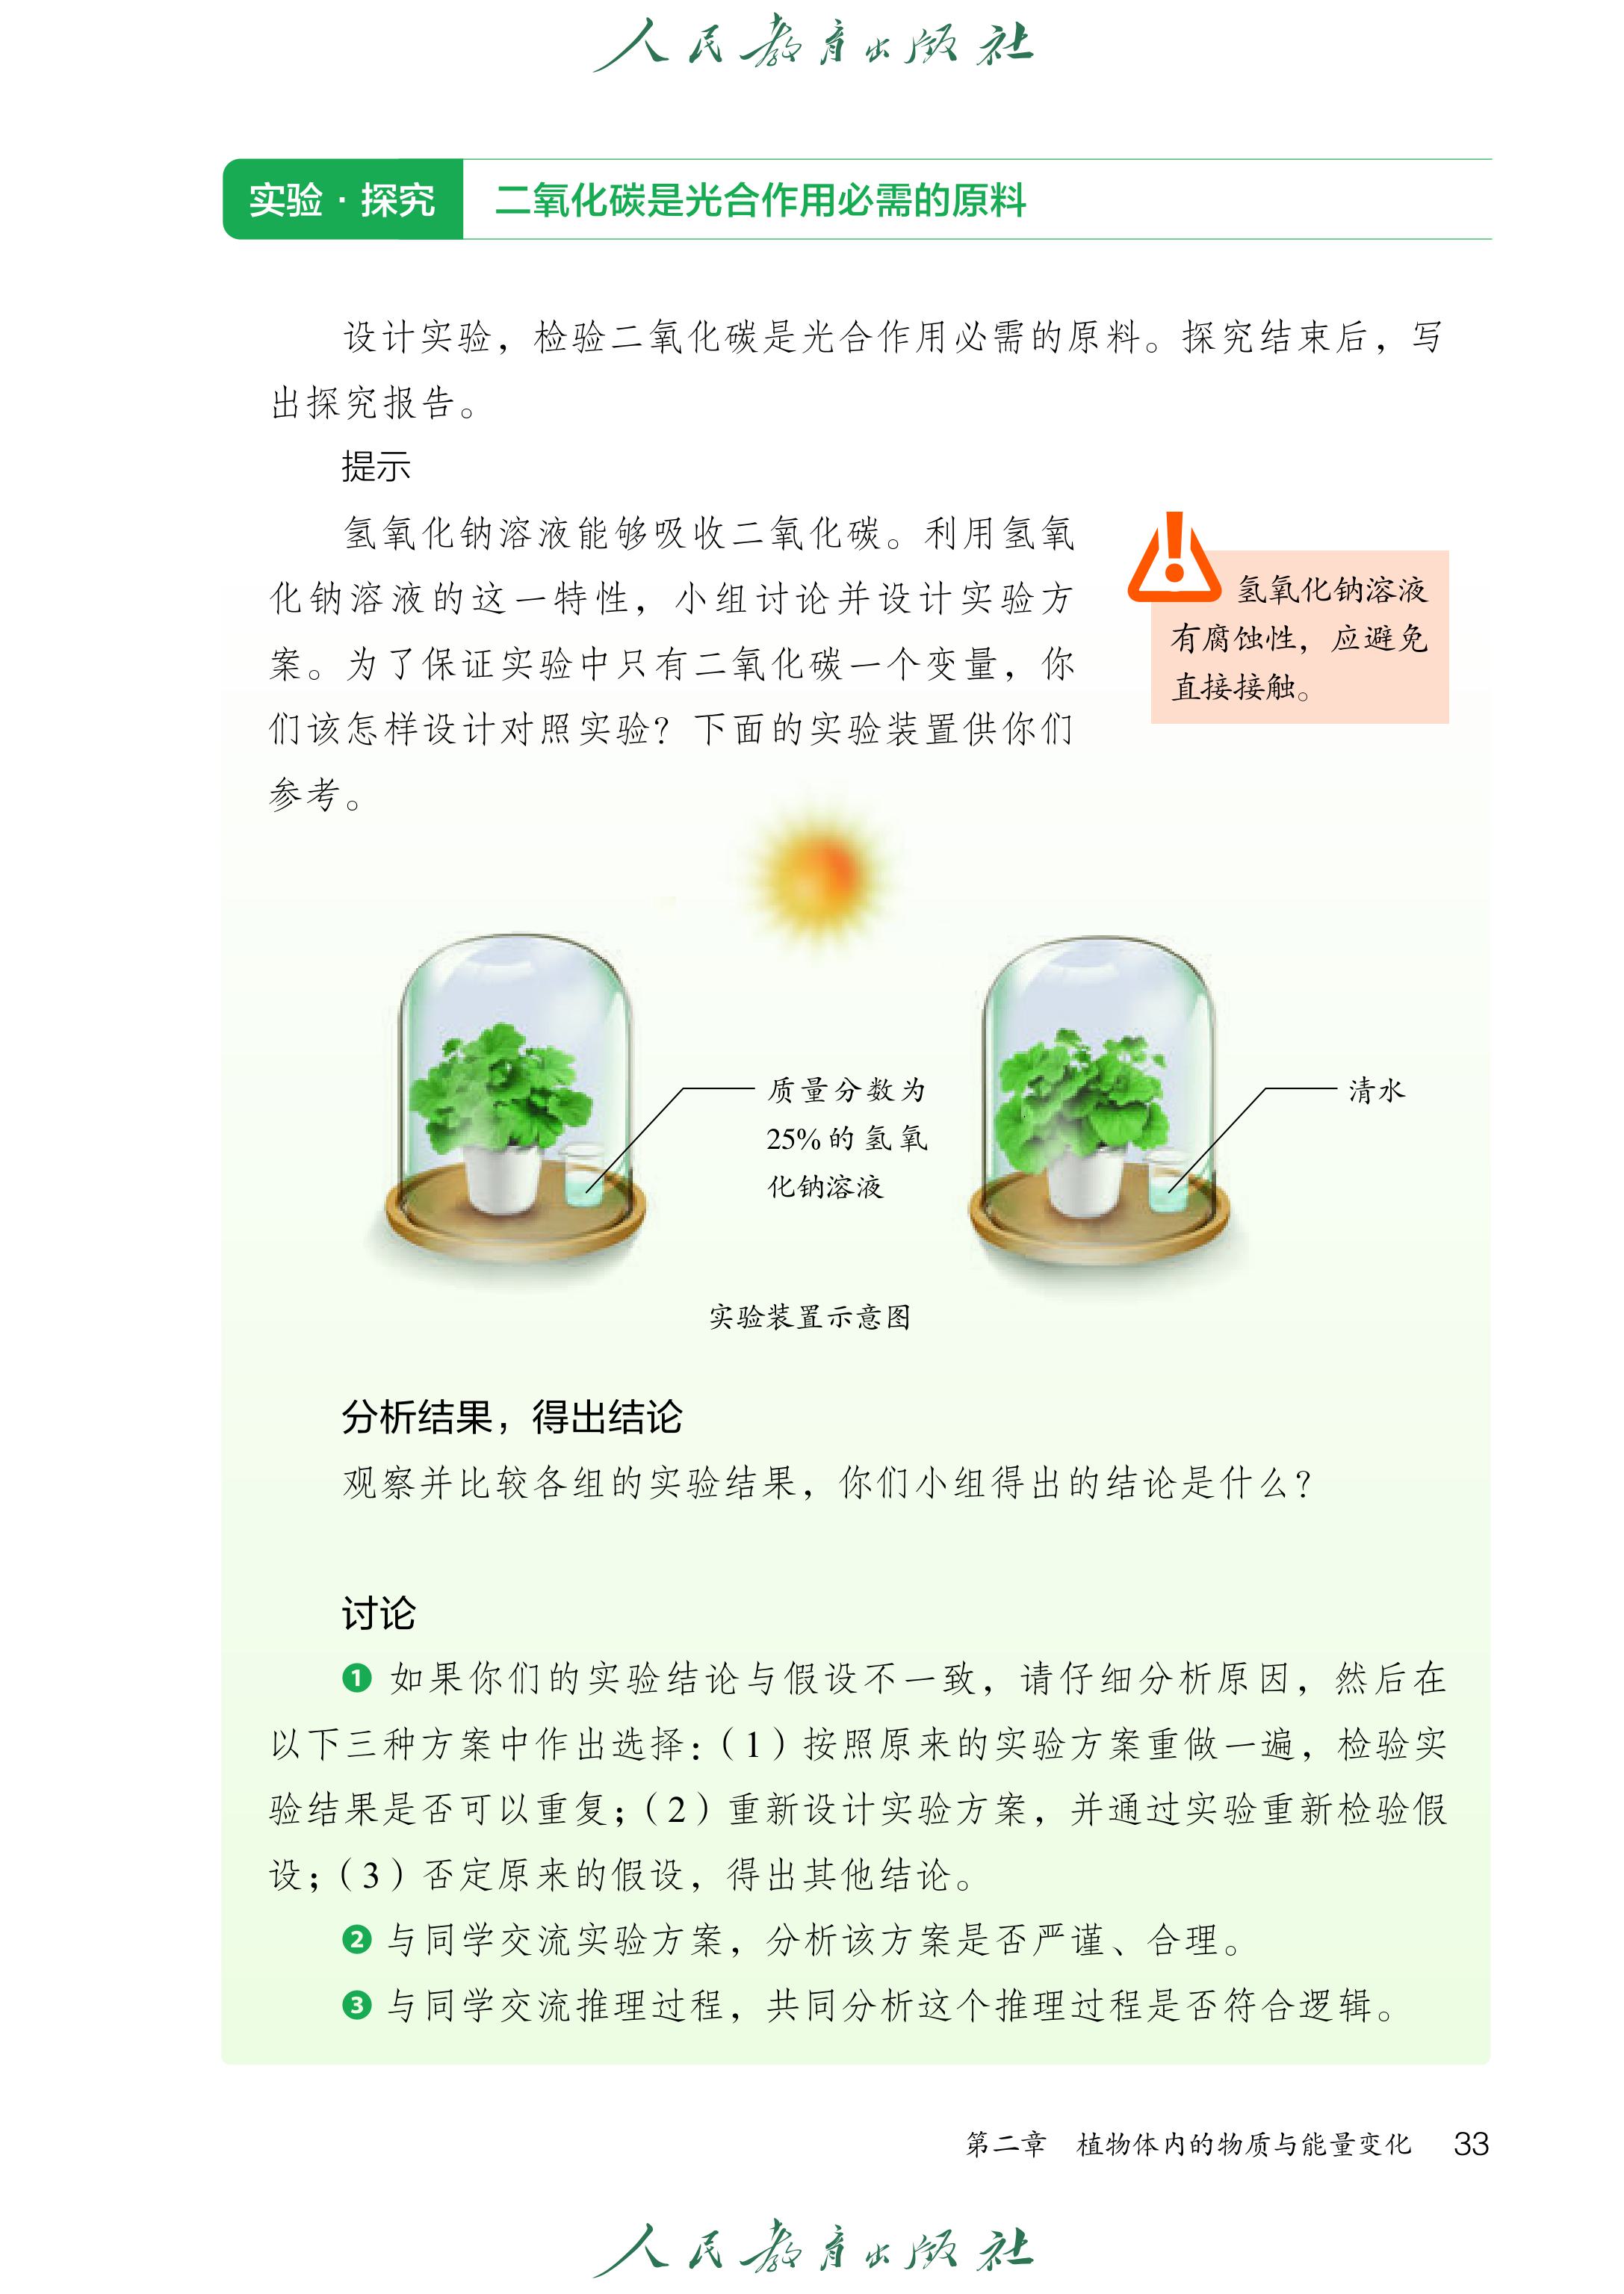 人民教育出版社
实验·探究 二氧化碳是光合作用必需的原料
设计实验，检验二氧化碳是光合作用必需的原料。探究结束后，写
出探究报告。
提示
氢氧化钠溶液能够吸收二氧化碳。利用氢氧
化钠溶液的这一特性，小组讨论并设计实验方
案。为了保证实验中只有二氧化碳一个变量，你
们该怎样设计对照实验？下面的实验装置供你们
参考。
氢氧化钠溶液
有腐蚀性，应避免
直接接触。
质量分数为
25%的氢氧
化钠溶液
清水
实验装置示意图
分析结果，得出结论
观察并比较各组的实验结果，你们小组得出的结论是什么？
讨论
❶ 如果你们的实验结论与假设不一致，请仔细分析原因，然后在
以下三种方案中作出选择：（1）按照原来的实验方案重做一遍，检验实
验结果是否可以重复；（2）重新设计实验方案，并通过实验重新检验假
设；（3）否定原来的假设，得出其他结论。
❷ 与同学交流实验方案，分析该方案是否严谨、合理。
❸ 与同学交流推理过程，共同分析这个推理过程是否符合逻辑。
第二章 植物体内的物质与能量变化 33
人民教育出版社